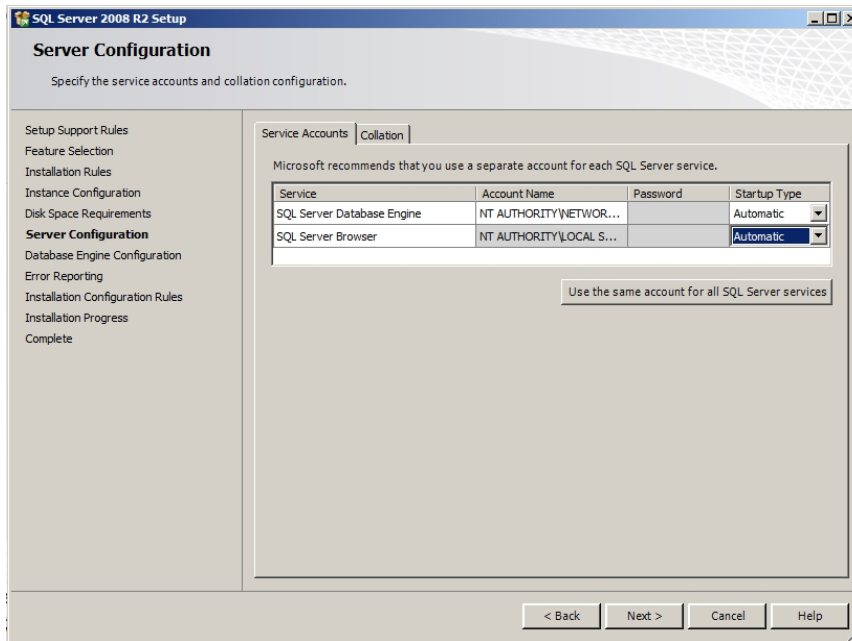 SQL Server 2008 R2 Setup
Server Configuration
Specify the service accounts and collation configuration.
Setup Support Rules
Feature Selection
Installation Rules
Instance Configuration
Disk Space Requirements
Server Configuration
Database Engine Configuration
Error Reporting
Installation Configuration Rules
Installation Progress
Complete
Service Accounts Collation
Microsoft recommends that you use a separate account for each SQL Server service.
Service Account Name Password Startup Type
SQL Server Database Engine NT AUTHORITY\NETWOR... Automatic
SQL Server Browser NT AUTHORITY\LOCAL S... Automatic
Use the same account for all SQL Server services
< Back Next > Cancel Help